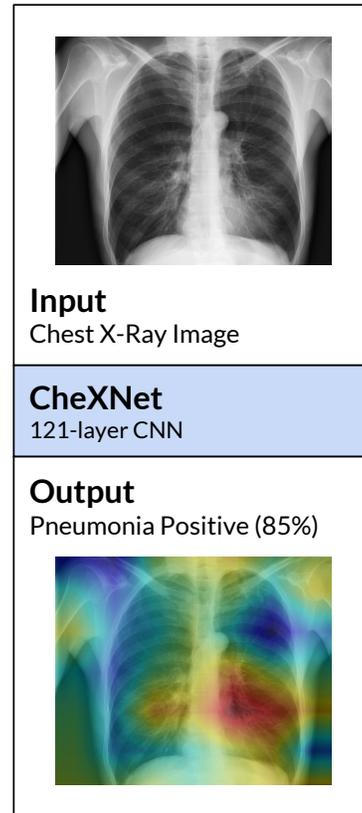 Input
Chest X-Ray Image
CheXNet
121-layer CNN
Output
Pneumonia Positive (85%)